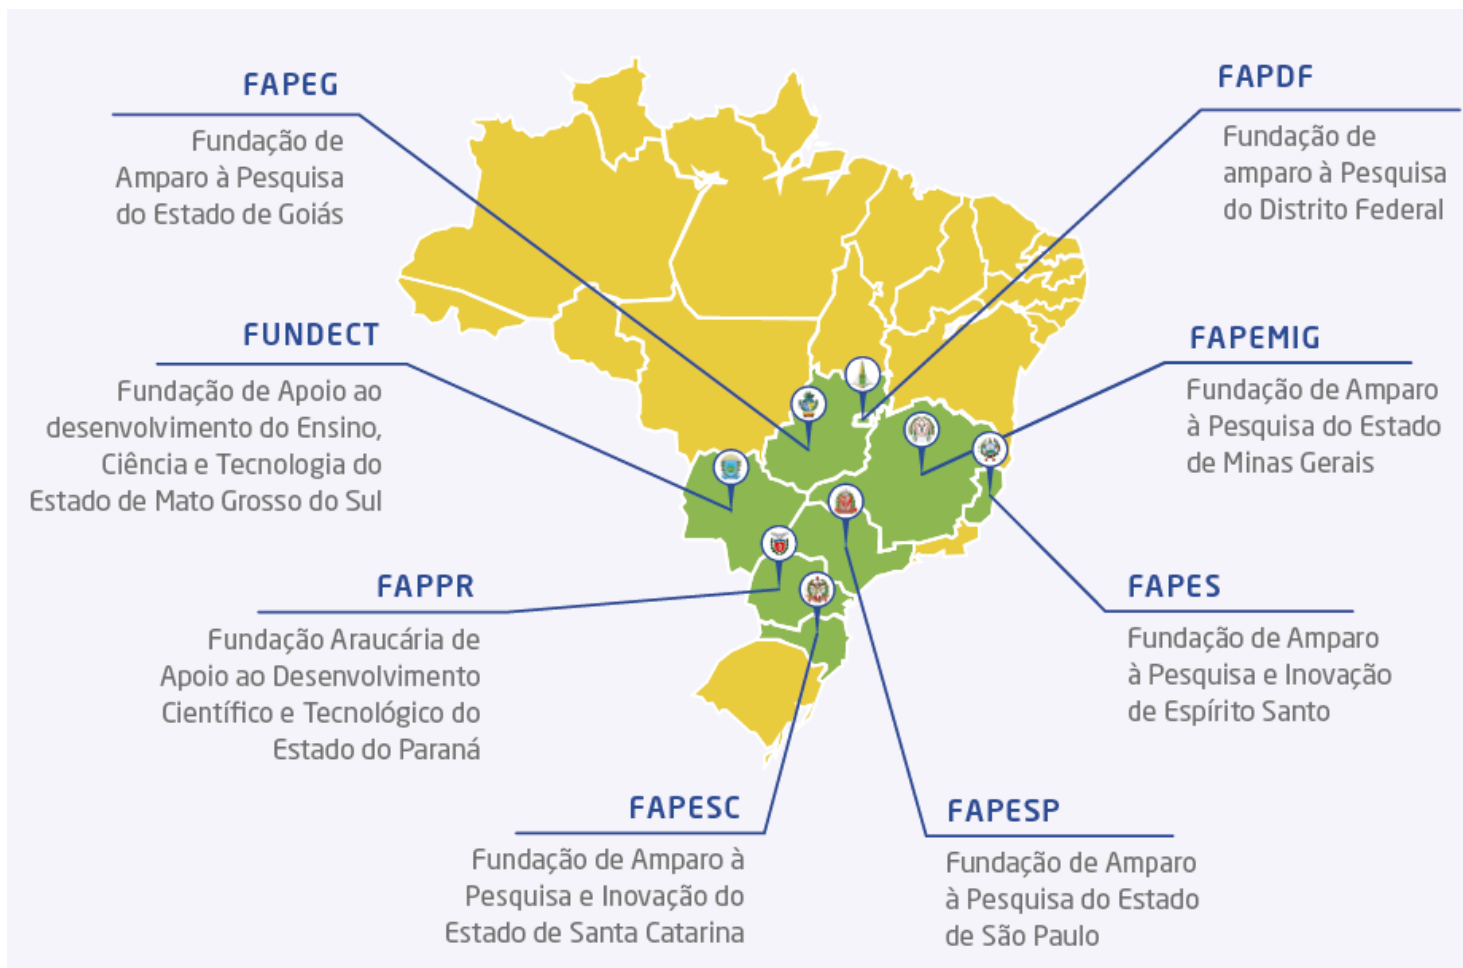 FAPEG
Fundação de
Amparo à Pesquisa
do Estado de Goiás
FAPDF
Fundação de
amparo à Pesquisa
do Distrito Federal
FUNDECT
Fundação de Apoio ao
desenvolvimento do Ensino,
Ciência e Tecnologia do
Estado de Mato Grosso do Sul
FAPEMIG
Fundação de Amparo
à Pesquisa do Estado
de Minas Gerais
FAPPR
Fundação Araucária de
Apoio ao Desenvolvimento
Científico e Tecnológico do
Estado do Paraná
FAPES
Fundação de Amparo
à Pesquisa e Inovação
de Espírito Santo
FAPESC
Fundação de Amparo à
Pesquisa e Inovação do
Estado de Santa Catarina
FAPESP
Fundação de Amparo
à Pesquisa do Estado
de São Paulo